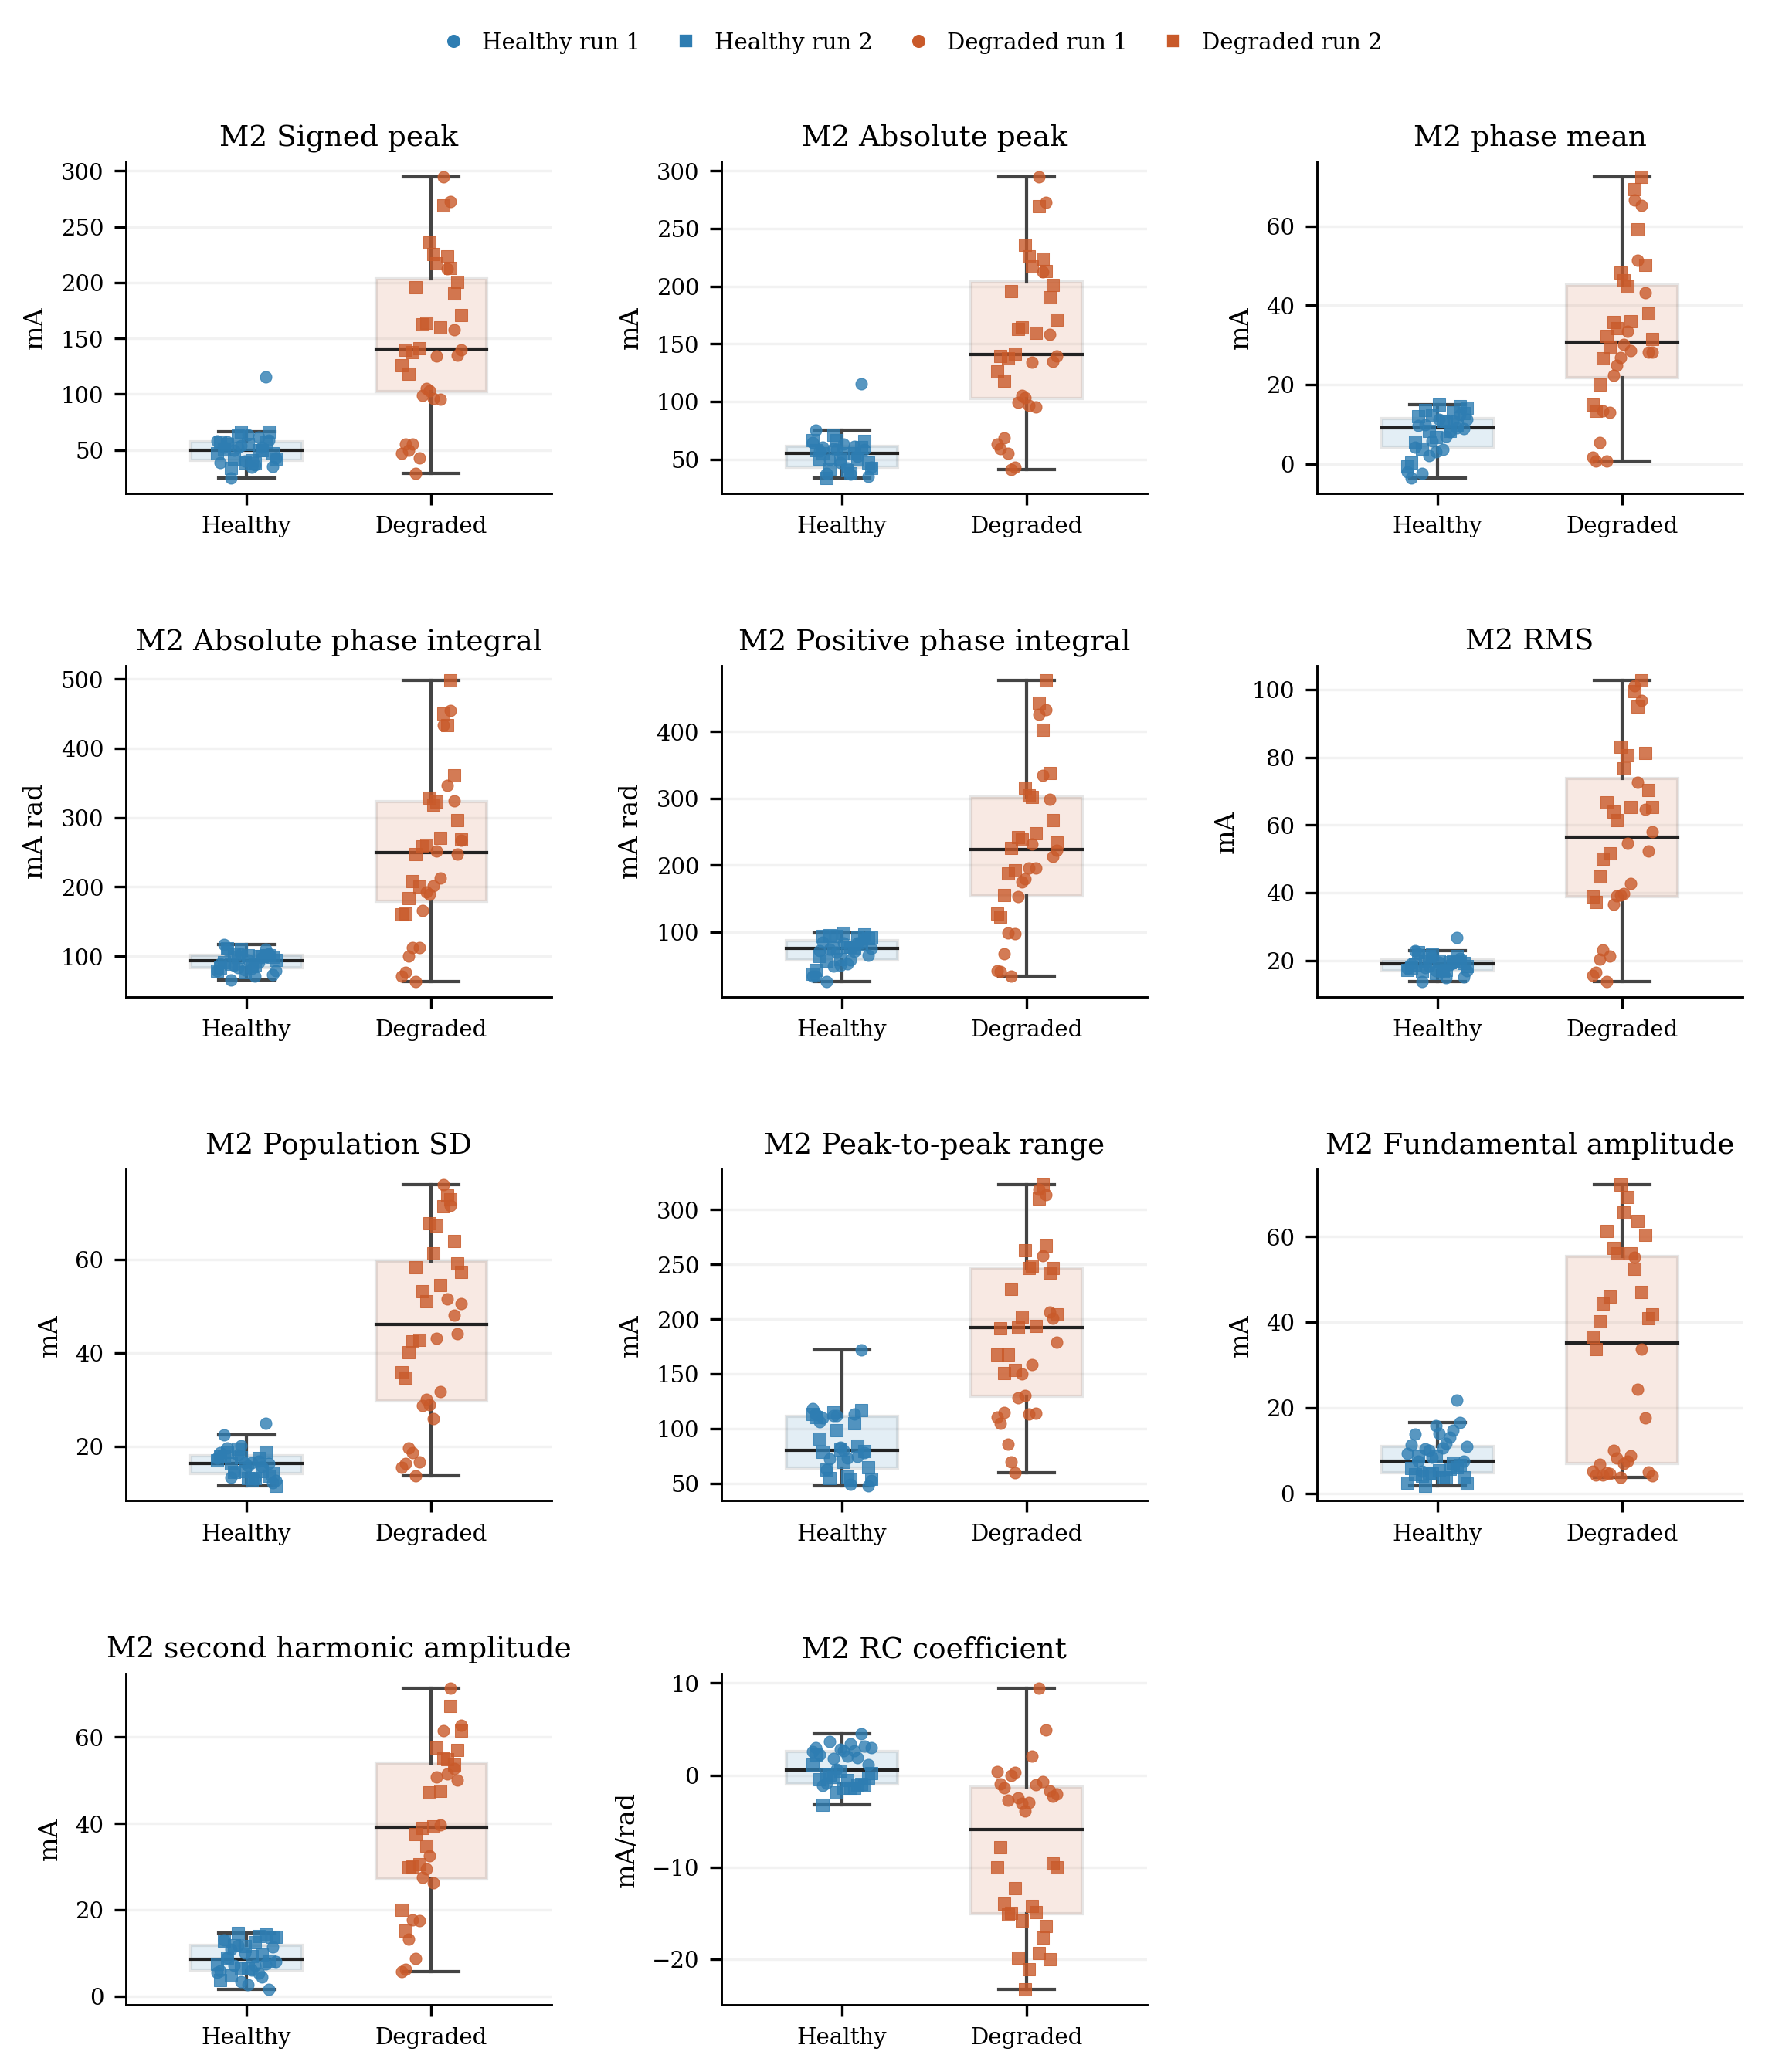 Healthy run 1 Healthy run 2 Degraded run 1 Degraded run 2
M2 Signed peak
300
250
200
150
100
50
mA
Healthy Degraded
M2 Absolute peak
300
250
200
150
100
50
mA
Healthy Degraded
M2 phase mean
60
40
20
0
mA
Healthy Degraded
M2 Absolute phase integral
500
400
300
200
100
mA rad
Healthy Degraded
M2 Positive phase integral
400
300
200
100
mA rad
Healthy Degraded
M2 RMS
100
80
60
40
20
mA
Healthy Degraded
M2 Population SD
60
40
20
mA
Healthy Degraded
M2 Peak-to-peak range
300
250
200
150
100
50
mA
Healthy Degraded
M2 Fundamental amplitude
60
40
20
0
mA
Healthy Degraded
M2 second harmonic amplitude
60
40
20
0
mA
Healthy Degraded
M2 RC coefficient
10
0
−10
−20
mA/rad
Healthy Degraded